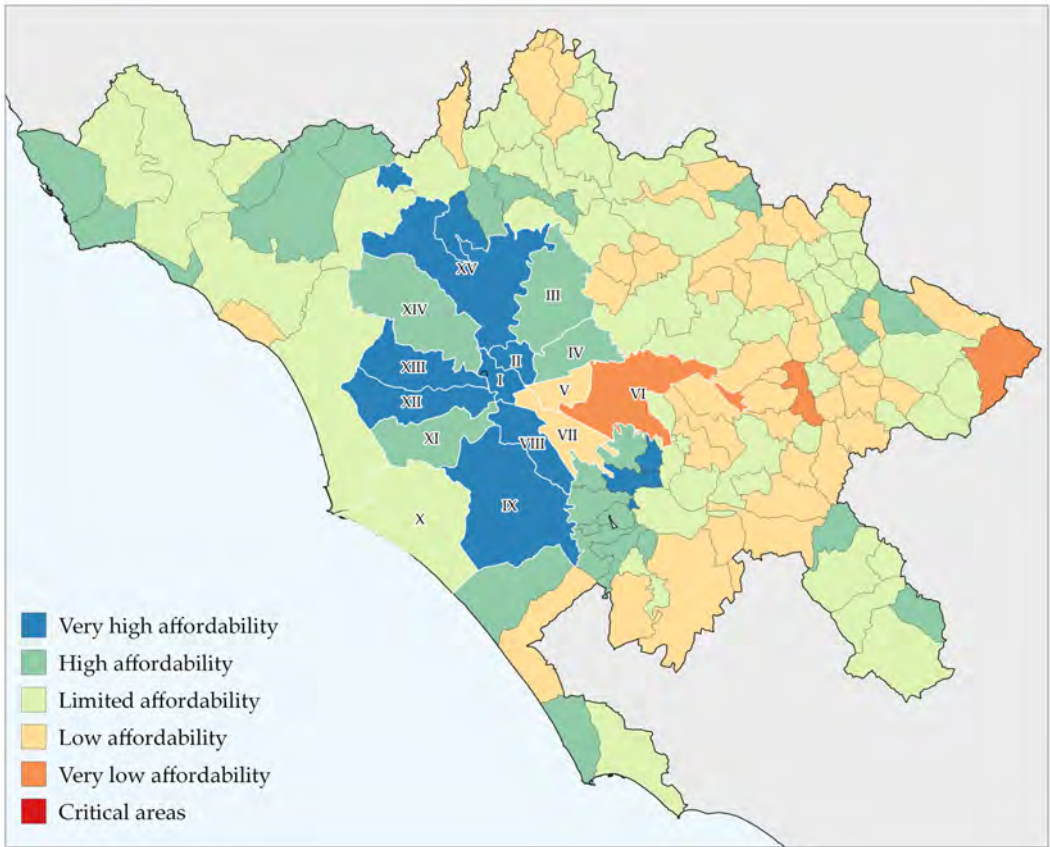 XV
III
XIV
IV
II
XIII
I
V
VI
XII
VII
XI
VIII
IX
X
Very high affordability
High affordability
Limited affordability
Low affordability
Very low affordability
Critical areas